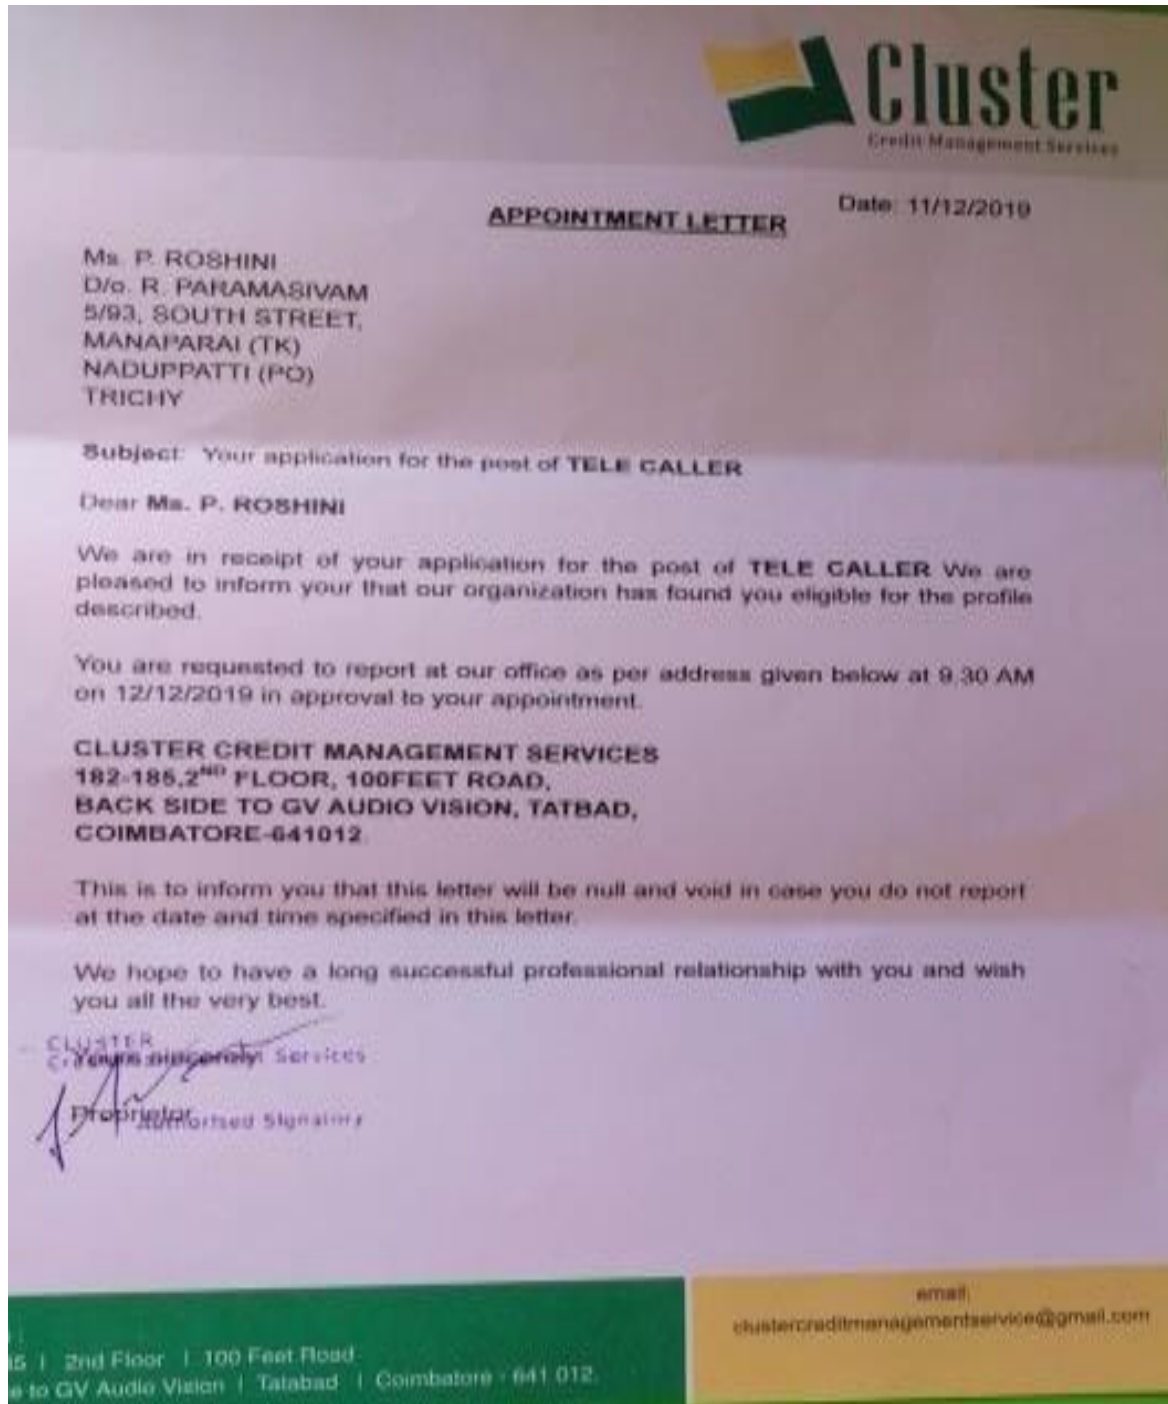 Cluster
Credit Management Services
Date: 11/12/2019
APPOINTMENT LETTER
Ms. P. ROSHINI
D/o. R. PARAMASIVAM
5/93, SOUTH STREET,
MANAPARAI (TK)
NADUPPATTI (PO)
TRICHY
Subject: Your application for the post of TELE CALLER
Dear Ms. P. ROSHINI
We are in receipt of your application for the post of TELE CALLER We are
pleased to inform your that our organization has found you eligible for the profile
described.
You are requested to report at our office as per address given below at 9.30 AM
on 12/12/2019 in approval to your appointment.
CLUSTER CREDIT MANAGEMENT SERVICES
182-185,2ND FLOOR, 100FEET ROAD,
BACK SIDE TO GV AUDIO VISION, TATBAD,
COIMBATORE-641012.
This is to inform you that this letter will be null and void in case you do not report
at the date and time specified in this letter.
We hope to have a long successful professional relationship with you and wish
you all the very best.
CLUSTER
Yours sincerely Services
Proprietor
Authorised Signatory
email:
clustercreditmanagementservice@gmail.com
2nd Floor | 100 Feet Road
to GV Audio Vision | Tatabad | Coimbatore - 641 012.